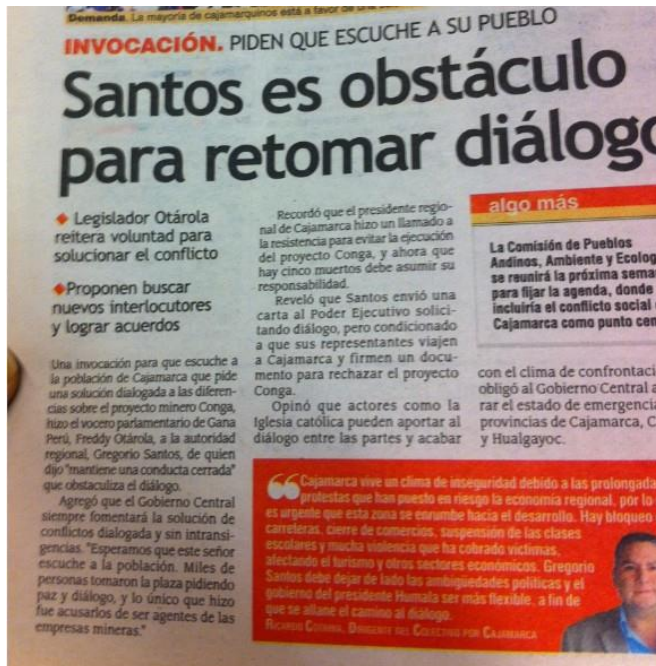 Demanda. La mayoría de cajamarquinos está a favor de una
INVOCACIÓN. PIDEN QUE ESCUCHE A SU PUEBLO
Santos es obstáculo
para retomar diálogo
◆ Legislador Otárola
reitera voluntad para
solucionar el conflicto
◆Proponen buscar
nuevos interlocutores
y lograr acuerdos
Una invocación para que escuche a
la población de Cajamarca que pide
una solución dialogada a las diferen-
cias sobre el proyecto minero Conga,
hizo el vocero parlamentario de Gana
Perú, Freddy Otárola, a la autoridad
regional, Gregorio Santos, de quien
dijo "mantiene una conducta cerrada"
que obstaculiza el diálogo.
Agregó que el Gobierno Central
siempre fomentará la solución de
conflictos dialogada y sin intransi-
gencias. "Esperamos que este señor
escuche a la población. Miles de
personas tomaron la plaza pidiendo
paz y diálogo, y lo único que hizo
fue acusarlos de ser agentes de las
empresas mineras."
Recordó que el presidente regio-
nal de Cajamarca hizo un llamado a
la resistencia para evitar la ejecución
del proyecto Conga, y ahora que
hay cinco muertos debe asumir su
responsabilidad.
Reveló que Santos envió una
carta al Poder Ejecutivo solici-
tando diálogo, pero condicionado
a que sus representantes viajen
a Cajamarca y firmen un docu-
mento para rechazar el proyecto
Conga.
Opinó que actores como la
Iglesia católica pueden aportar al
diálogo entre las partes y acabar
algo más
La Comisión de Pueblos
Andinos, Ambiente y Ecolog
se reunirá la próxima sema
para fijar la agenda, donde
incluiría el conflicto social
Cajamarca como punto cen
con el clima de confrontaci
obligó al Gobierno Central a
rar el estado de emergencia
provincias de Cajamarca, C
y Hualgayoc.
“Cajamarca vive un clima de inseguridad debido a las prolongada
protestas que han puesto en riesgo la economía regional, por lo
es urgente que esta zona se enrumbe hacia el desarrollo. Hay bloqueo
carreteras, cierre de comercios, suspensión de las clases
escolares y mucha violencia que ha cobrado víctimas,
afectando el turismo y otros sectores económicos. Gregorio
Santos debe dejar de lado las ambigüedades políticas y el
gobierno del presidente Humala ser más flexible, a fin de
que se allane el camino al diálogo.
RICARDO DIRIGENTE DEL COLECTIVO POR CAJAMARCA